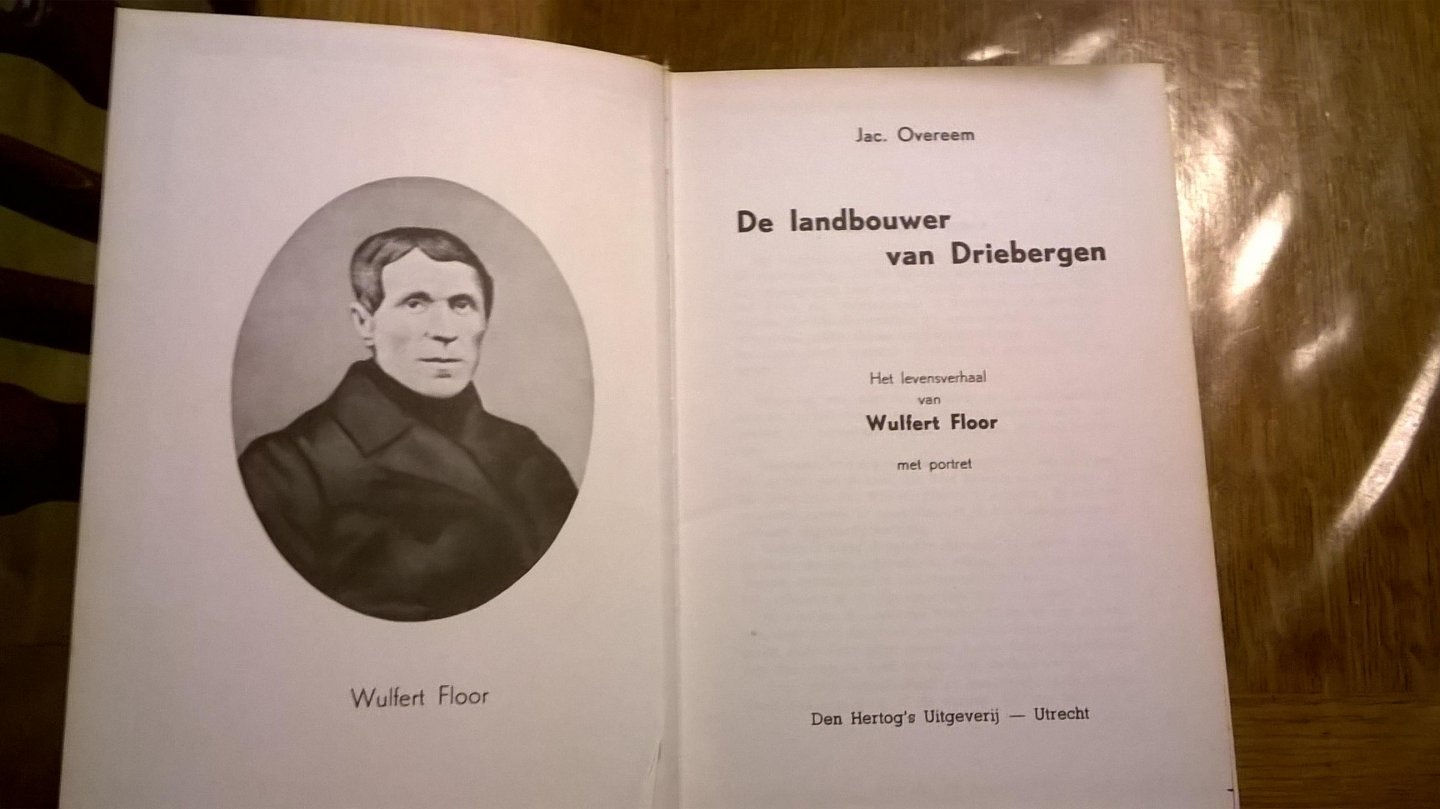 Wulfert Floor
Jac. Overeem
De landbouwer
van Driebergen
Het levensverhaal
van
Wulfert Floor
met portret
Den Hertog's Uitgeverij — Utrecht